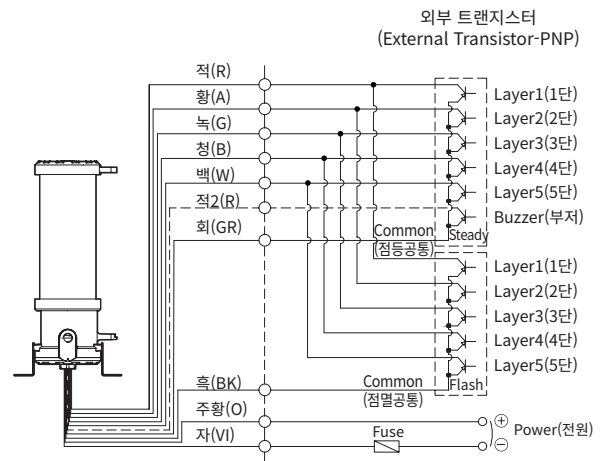 외부 트랜지스터
(External Transistor-PNP)
적(R)
황(A)
녹(G)
청(B)
백(W)
적2(R)
회(GR)
Layer1(1단)
Layer2(2단)
Layer3(3단)
Layer4(4단)
Layer5(5단)
Buzzer(부저)
Common
(점등공통)
Steady
Layer1(1단)
Layer2(2단)
Layer3(3단)
Layer4(4단)
Layer5(5단)
흑(BK)
Common
(점멸공통)
Flash
주황(O)
자(VI)
Fuse
+
Power(전원)
−